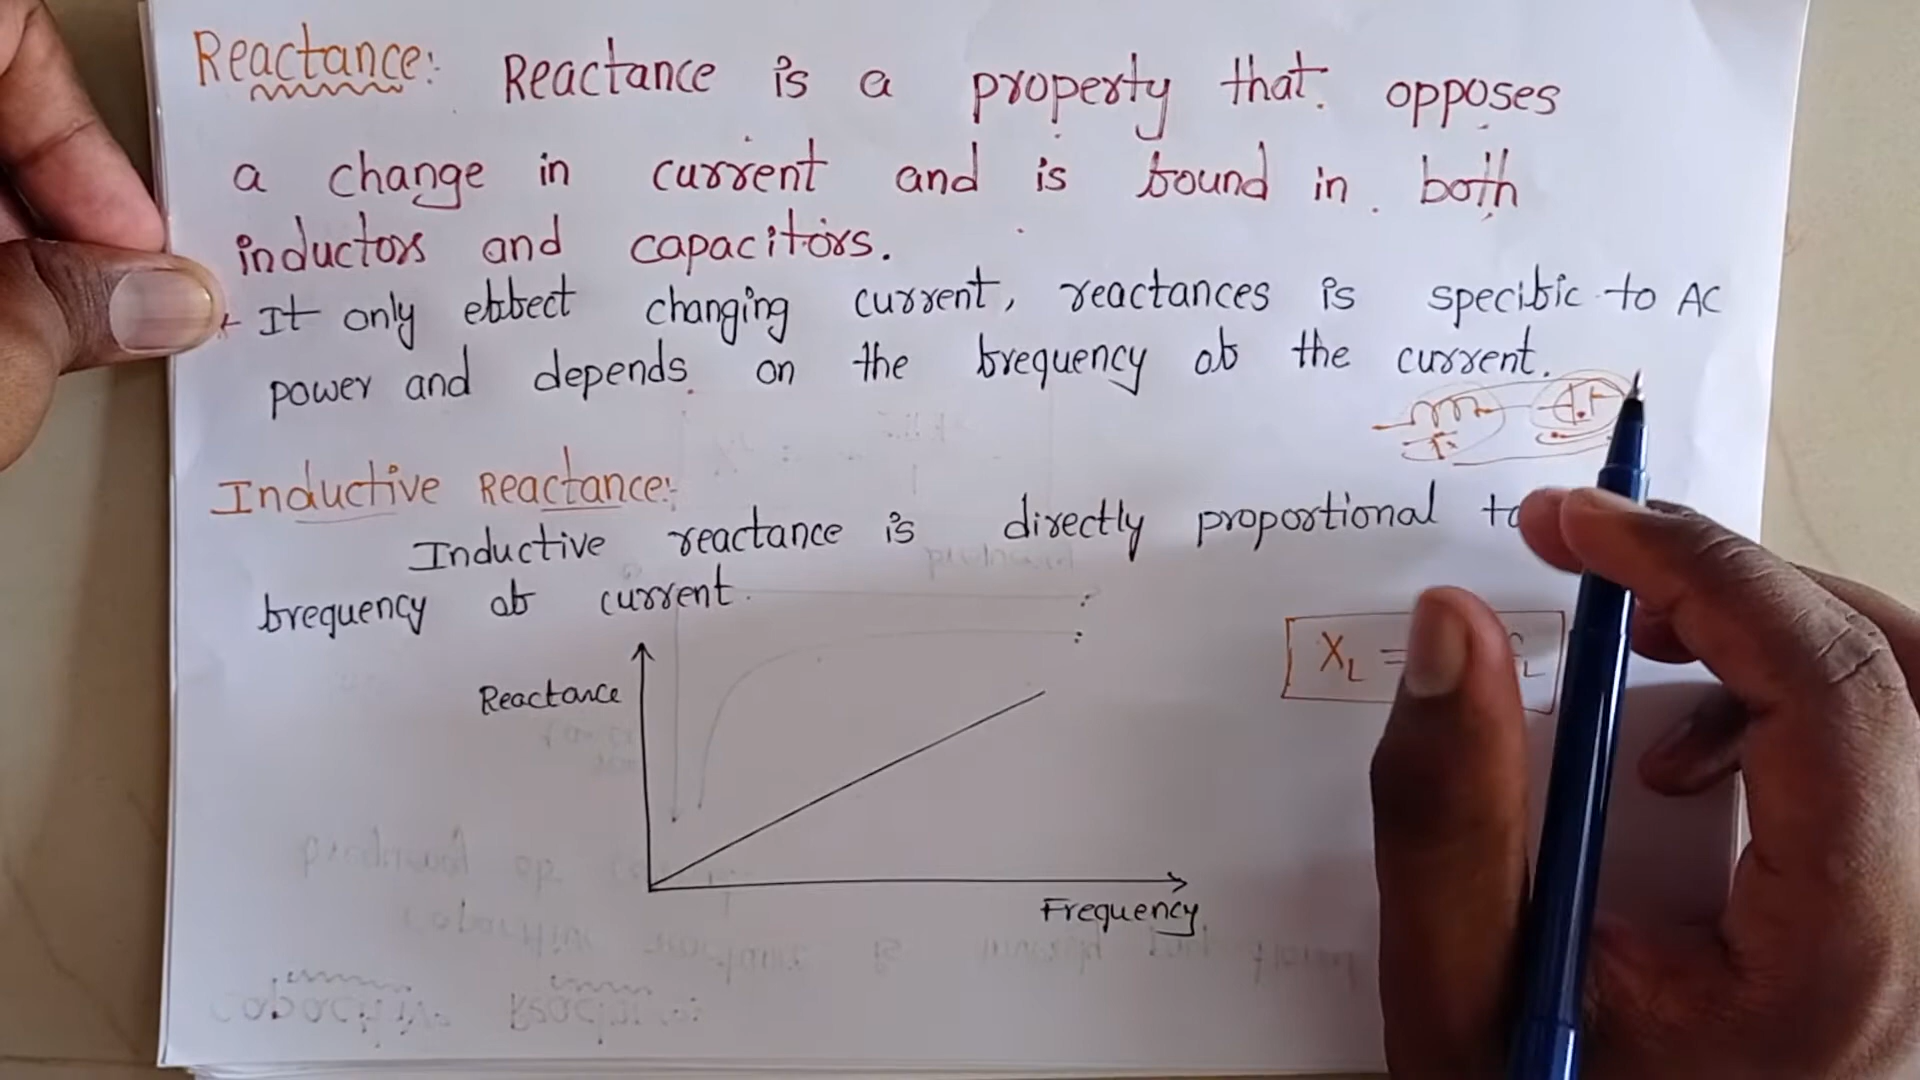 Reactance: Reactance is a property that opposes
a change in current and is found in both
inductors and capacitors.
It only effect changing current, reactances is specific to AC
power and depends on the frequency of the current.
Inductive Reactance:
Inductive reactance is directly proportional to
frequency of current.
Reactance
X_L =
Frequency